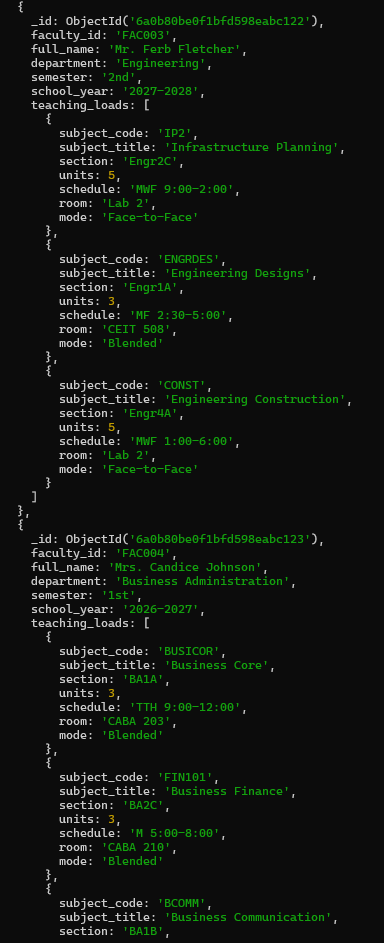 {
_id: ObjectId('6a0b80be0f1bfd598eabc122'),
faculty_id: 'FAC003',
full_name: 'Mr. Ferb Fletcher',
department: 'Engineering',
semester: '2nd',
school_year: '2027-2028',
teaching_loads: [
{
subject_code: 'IP2',
subject_title: 'Infrastructure Planning',
section: 'Engr2C',
units: 5,
schedule: 'MWF 9:00-2:00',
room: 'Lab 2',
mode: 'Face-to-Face'
},
{
subject_code: 'ENGRDES',
subject_title: 'Engineering Designs',
section: 'Engr1A',
units: 3,
schedule: 'MF 2:30-5:00',
room: 'CEIT 508',
mode: 'Blended'
},
{
subject_code: 'CONST',
subject_title: 'Engineering Construction',
section: 'Engr4A',
units: 5,
schedule: 'MWF 1:00-6:00',
room: 'Lab 2',
mode: 'Face-to-Face'
}
]
},
{
_id: ObjectId('6a0b80be0f1bfd598eabc123'),
faculty_id: 'FAC004',
full_name: 'Mrs. Candice Johnson',
department: 'Business Administration',
semester: '1st',
school_year: '2026-2027',
teaching_loads: [
{
subject_code: 'BUSICOR',
subject_title: 'Business Core',
section: 'BA1A',
units: 3,
schedule: 'TTH 9:00-12:00',
room: 'CABA 203',
mode: 'Blended'
},
{
subject_code: 'FIN101',
subject_title: 'Business Finance',
section: 'BA2C',
units: 3,
schedule: 'M 5:00-8:00',
room: 'CABA 210',
mode: 'Blended'
},
{
subject_code: 'BCOMM',
subject_title: 'Business Communication',
section: 'BA1B',